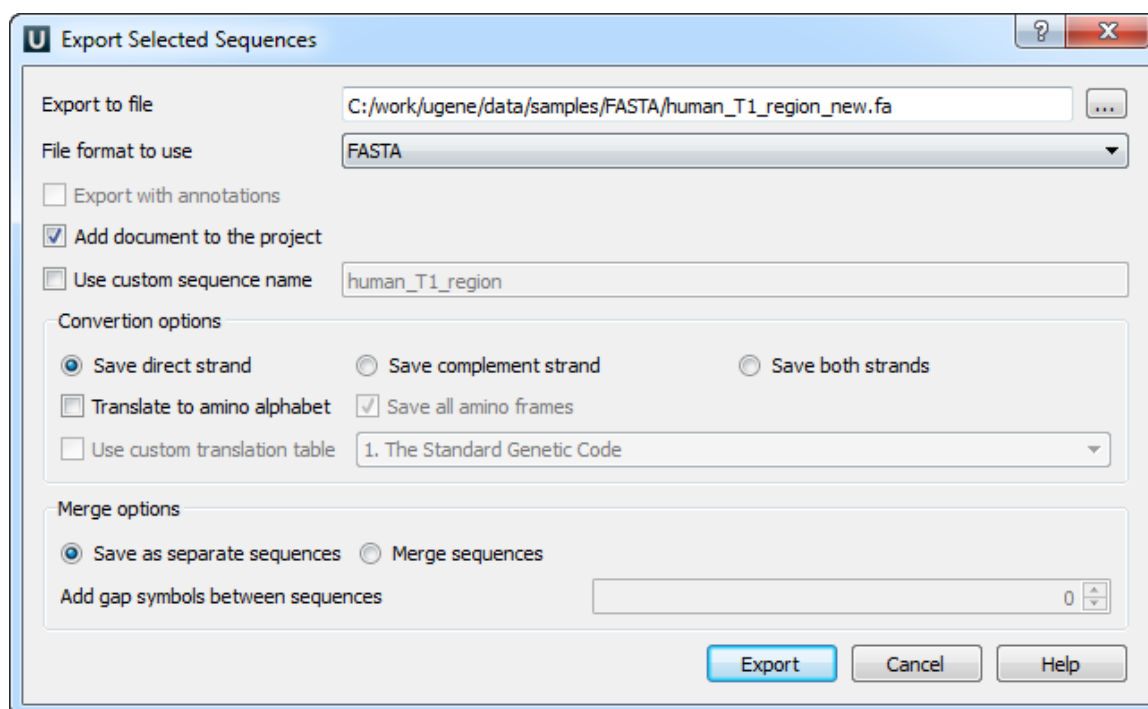 U Export Selected Sequences ? X
Export to file C:/work/ugene/data/samples/FASTA/human_T1_region_new.fa ...
File format to use FASTA
Export with annotations
Add document to the project
Use custom sequence name human_T1_region
Convertion options
Save direct strand Save complement strand Save both strands
Translate to amino alphabet Save all amino frames
Use custom translation table 1. The Standard Genetic Code
Merge options
Save as separate sequences Merge sequences
Add gap symbols between sequences 0
Export Cancel Help